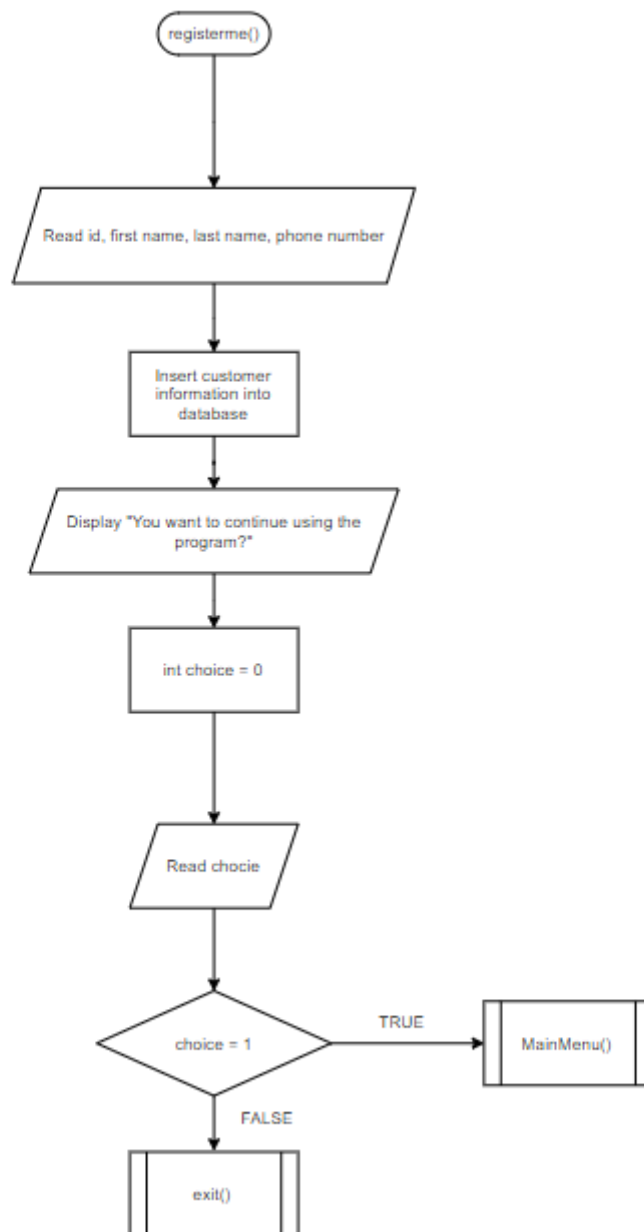 registerme()
Read id, first name, last name, phone number
Insert customer
information into
database
Display "You want to continue using the
program?"
int choice = 0
Read chocie
choice = 1
TRUE
MainMenu()
FALSE
exit()